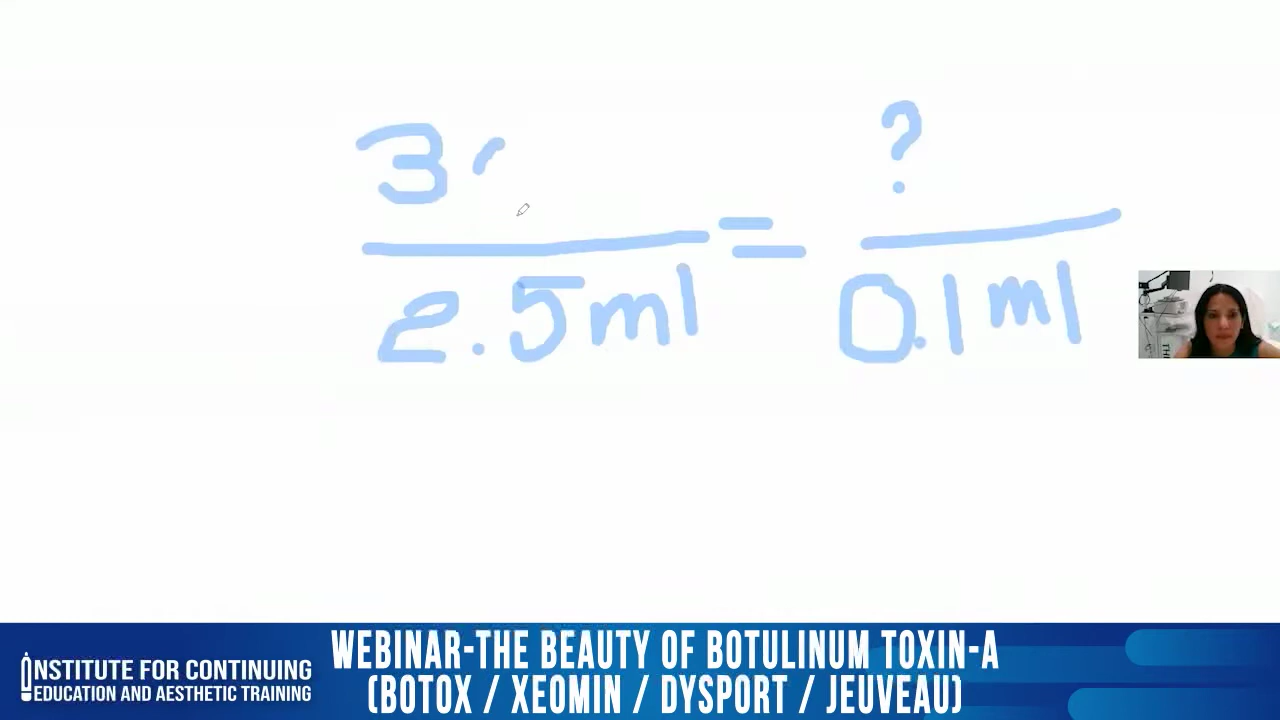 3 ?
2.5ml = 0.1ml
INSTITUTE FOR CONTINUING
EDUCATION AND AESTHETIC TRAINING
WEBINAR-THE BEAUTY OF BOTULINUM TOXIN-A
(BOTOX / XEOMIN / DYSPORT / JEUVEAU)